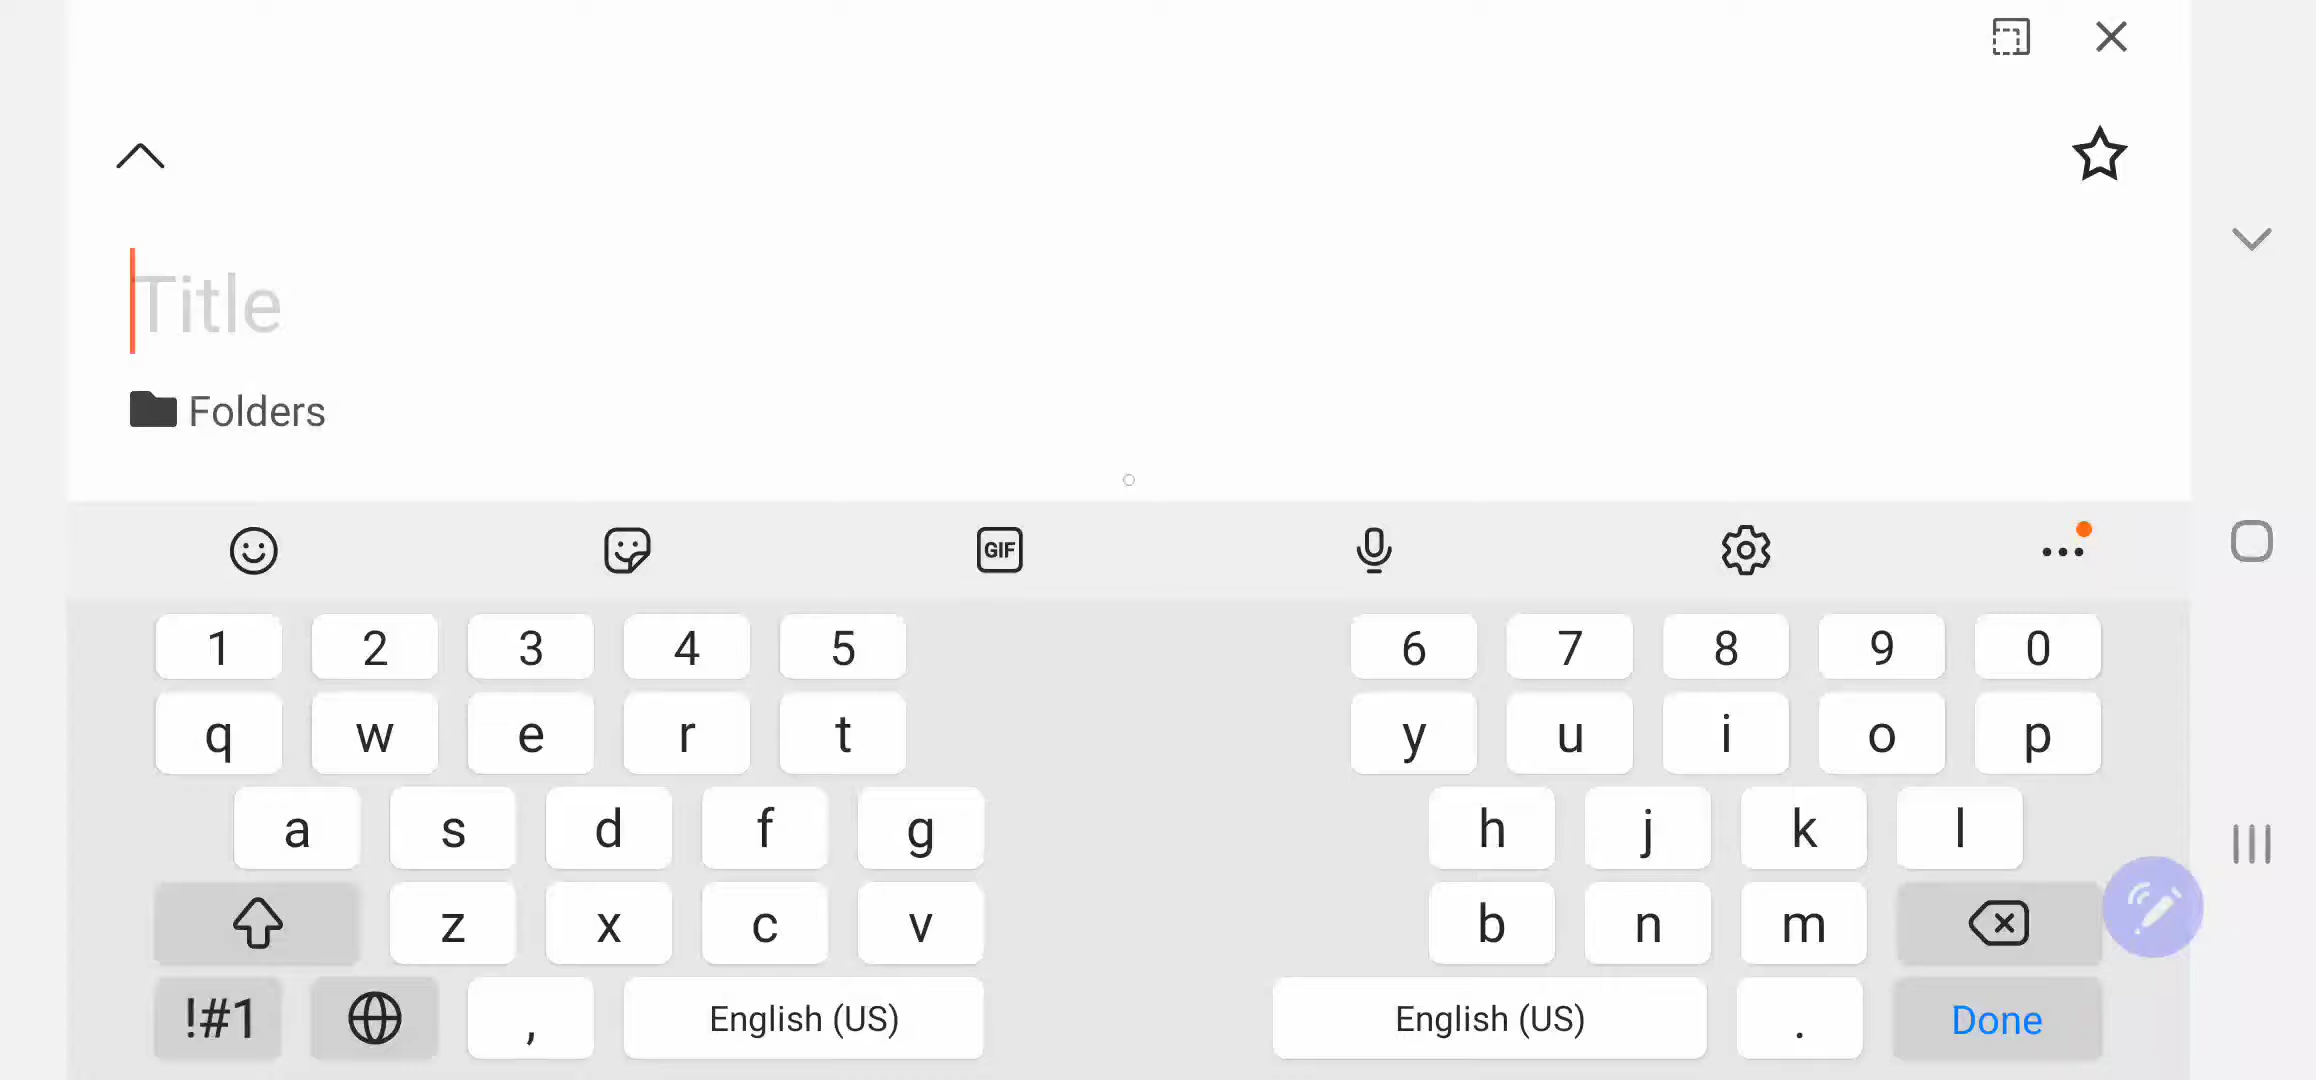 Title
Folders
GIF
1 2 3 4 5 6 7 8 9 0
q w e r t y u i o p
a s d f g h j k l
z x c v b n m
!#1 , English (US) English (US) . Done